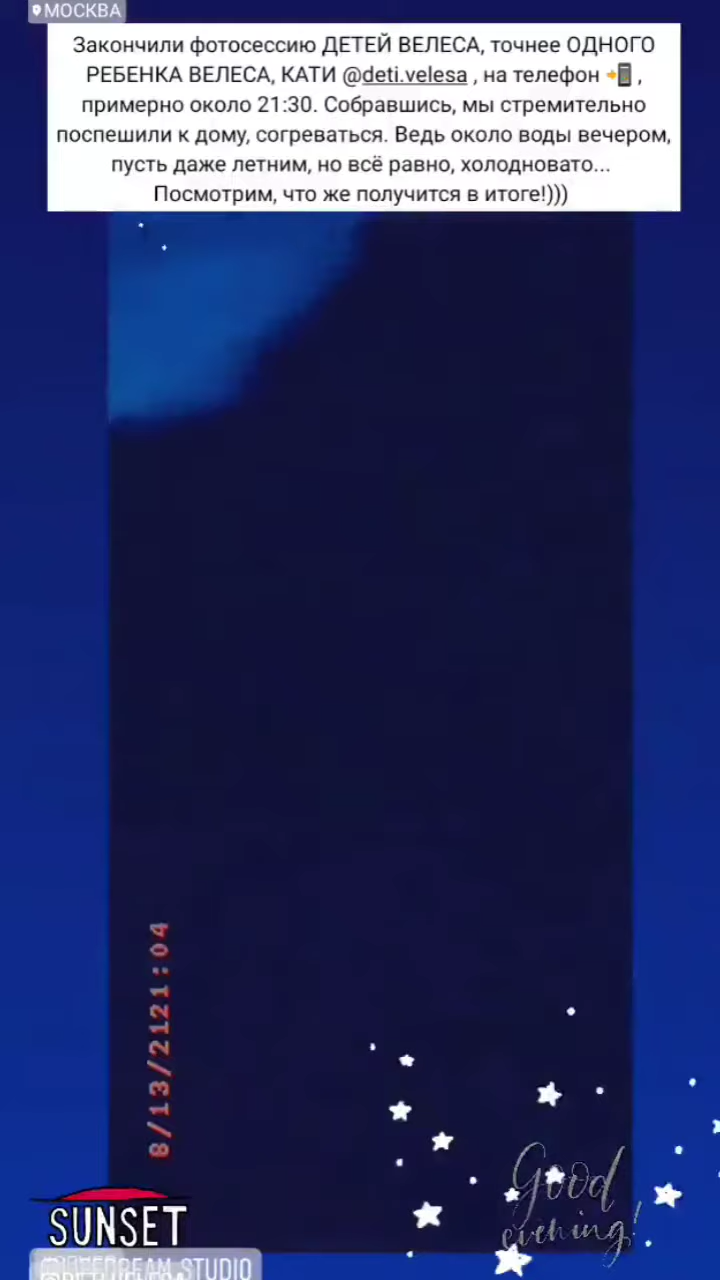 МОСКВА
Закончили фотосессию ДЕТЕЙ ВЕЛЕСА, точнее ОДНОГО
РЕБЕНКА ВЕЛЕСА, КАТИ @deti.velesa , на телефон 📲 ,
примерно около 21:30. Собравшись, мы стремительно
поспешили к дому, согреваться. Ведь около воды вечером,
пусть даже летним, но всё равно, холодновато...
Посмотрим, что же получится в итоге!)))
8/13/2121:04
Good
evening!
SUNSET
STUDIO